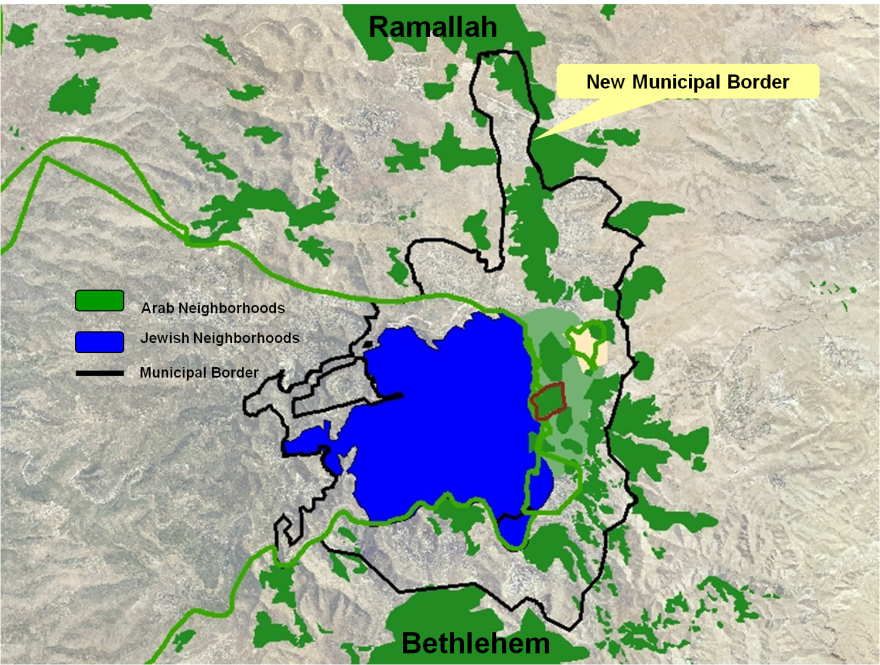 Ramallah
New Municipal Border
Arab Neighborhoods
Jewish Neighborhoods
Municipal Border
Bethlehem